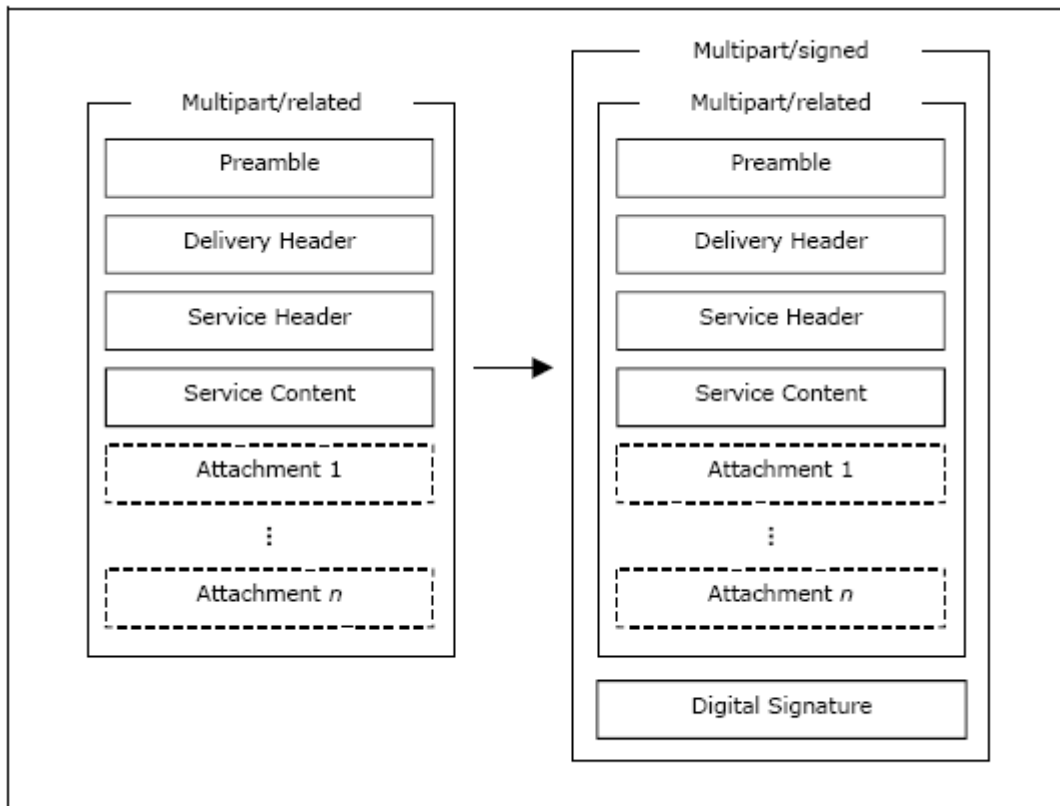 Multipart/related
Preamble
Delivery Header
Service Header
Service Content
Attachment 1
⋮
Attachment n
Multipart/signed
Multipart/related
Preamble
Delivery Header
Service Header
Service Content
Attachment 1
⋮
Attachment n
Digital Signature